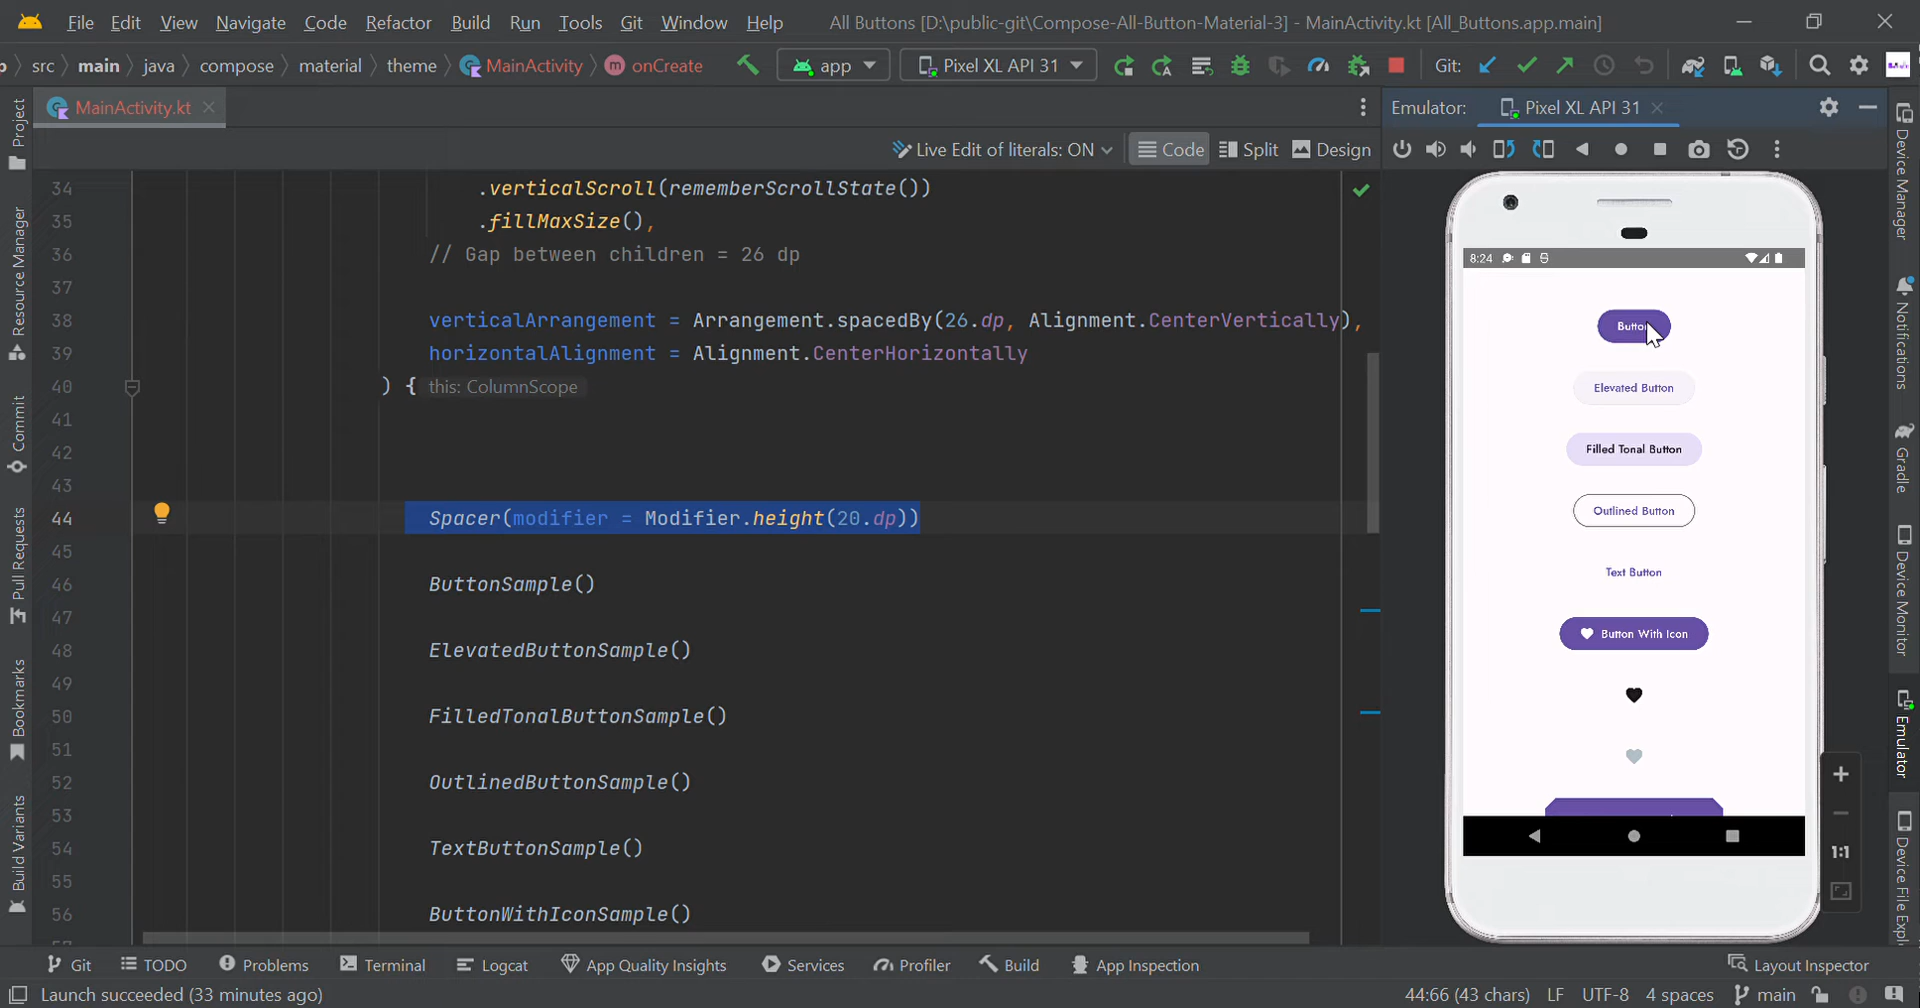 File Edit View Navigate Code Refactor Build Run Tools Git Window Help All Buttons [D:\public-git\Compose-All-Button-Material-3] - MainActivity.kt [All_Buttons.app.main]
src main java compose material theme MainActivity onCreate app Pixel XL API 31 Git:
MainActivity.kt
Emulator: Pixel XL API 31
Live Edit of literals: ON Code Split Design
34 .verticalScroll(rememberScrollState())
35 .fillMaxSize(),
36 // Gap between children = 26 dp
37
38 verticalArrangement = Arrangement.spacedBy(26.dp, Alignment.CenterVertically),
39 horizontalAlignment = Alignment.CenterHorizontally
40 ) { this: ColumnScope
41
42
43
44 Spacer(modifier = Modifier.height(20.dp))
45
46 ButtonSample()
47
48 ElevatedButtonSample()
49
50 FilledTonalButtonSample()
51
52 OutlinedButtonSample()
53
54 TextButtonSample()
55
56 ButtonWithIconSample()
Project
Resource Manager
Commit
Pull Requests
Bookmarks
Build Variants
8:24
Button
Elevated Button
Filled Tonal Button
Outlined Button
Text Button
Button With Icon
1:1
Device Manager
Notifications
Gradle
Device Monitor
Emulator
Device File Expl
Git TODO Problems Terminal Logcat App Quality Insights Services Profiler Build App Inspection Layout Inspector
Launch succeeded (33 minutes ago) 44:66 (43 chars) LF UTF-8 4 spaces main